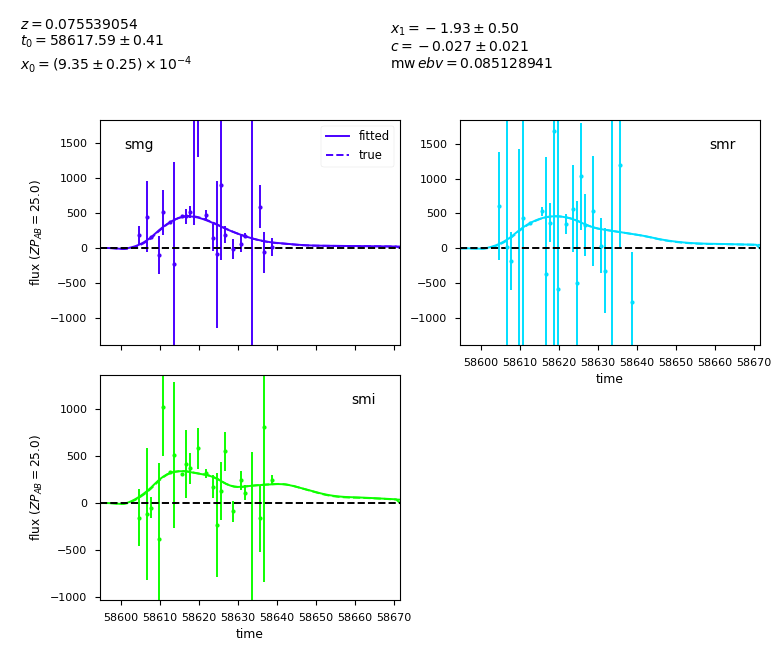 z = 0.075539054
t₀ = 58617.59 ± 0.41
x₀ = (9.35 ± 0.25) × 10⁻⁴
x₁ = −1.93 ± 0.50
c = −0.027 ± 0.021
mw ebv = 0.085128941
smg
fitted
true
1500
1000
500
0
−500
−1000
flux (ZP_AB = 25.0)
smr
1500
1000
500
0
−500
−1000
58600 58610 58620 58630 58640 58650 58660 58670
time
smi
1000
500
0
−500
−1000
flux (ZP_AB = 25.0)
58600 58610 58620 58630 58640 58650 58660 58670
time